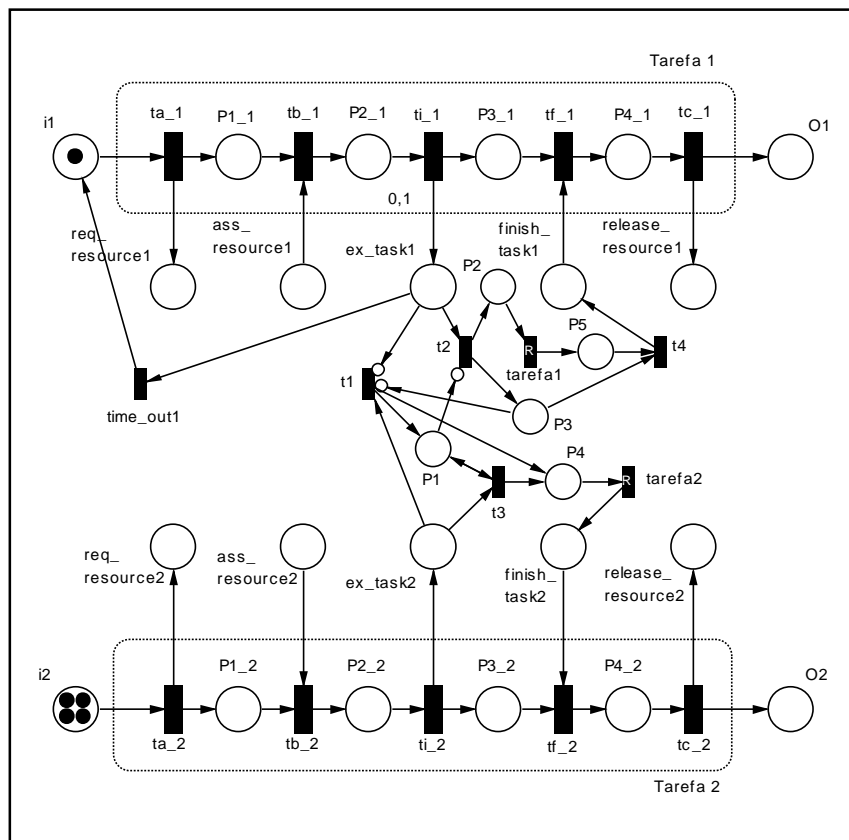 Tarefa 1
i1
ta_1
P1_1
tb_1
P2_1
ti_1
P3_1
tf_1
P4_1
tc_1
O1
0,1
req_
resource1
ass_
resource1
ex_task1
finish_
task1
release_
resource1
P2
t2
R
tarefa1
P5
t4
t1
time_out1
P3
P1
P4
t3
R
tarefa2
req_
resource2
ass_
resource2
ex_task2
finish_
task2
release_
resource2
i2
P1_2
P2_2
P3_2
P4_2
O2
ta_2
tb_2
ti_2
tf_2
tc_2
Tarefa 2